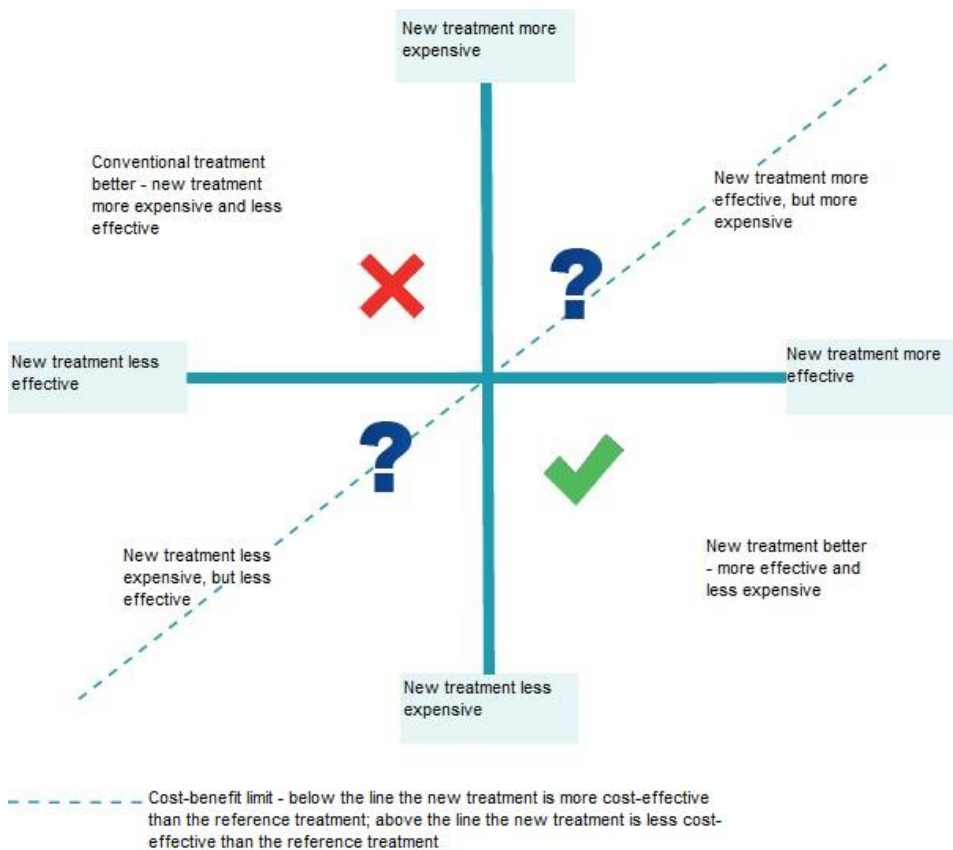 New treatment more
expensive
Conventional treatment
better - new treatment
more expensive and less
effective
New treatment more
effective, but more
expensive
?
New treatment less
effective
New treatment more
effective
?
New treatment less
expensive, but less
effective
New treatment better
- more effective and
less expensive
New treatment less
expensive
Cost-benefit limit - below the line the new treatment is more cost-effective
than the reference treatment; above the line the new treatment is less cost-
effective than the reference treatment